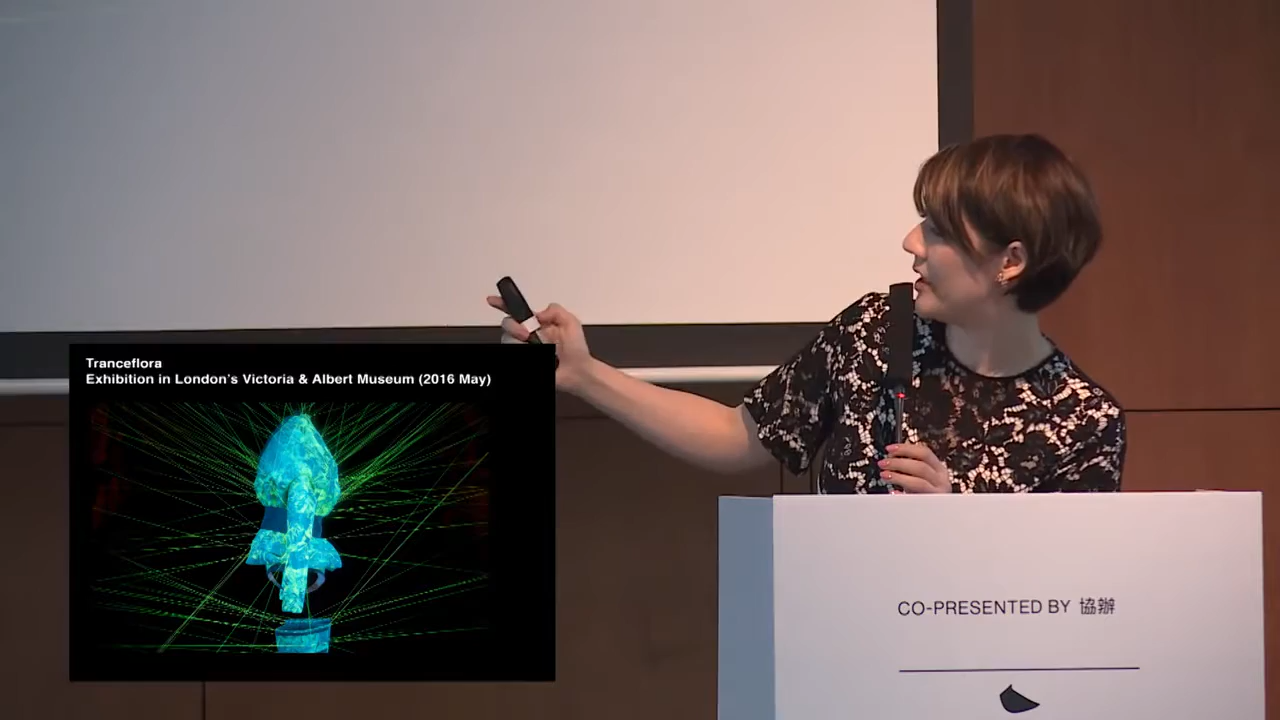 Tranceflora
Exhibition in London's Victoria & Albert Museum (2016 May)
CO-PRESENTED BY 協辦